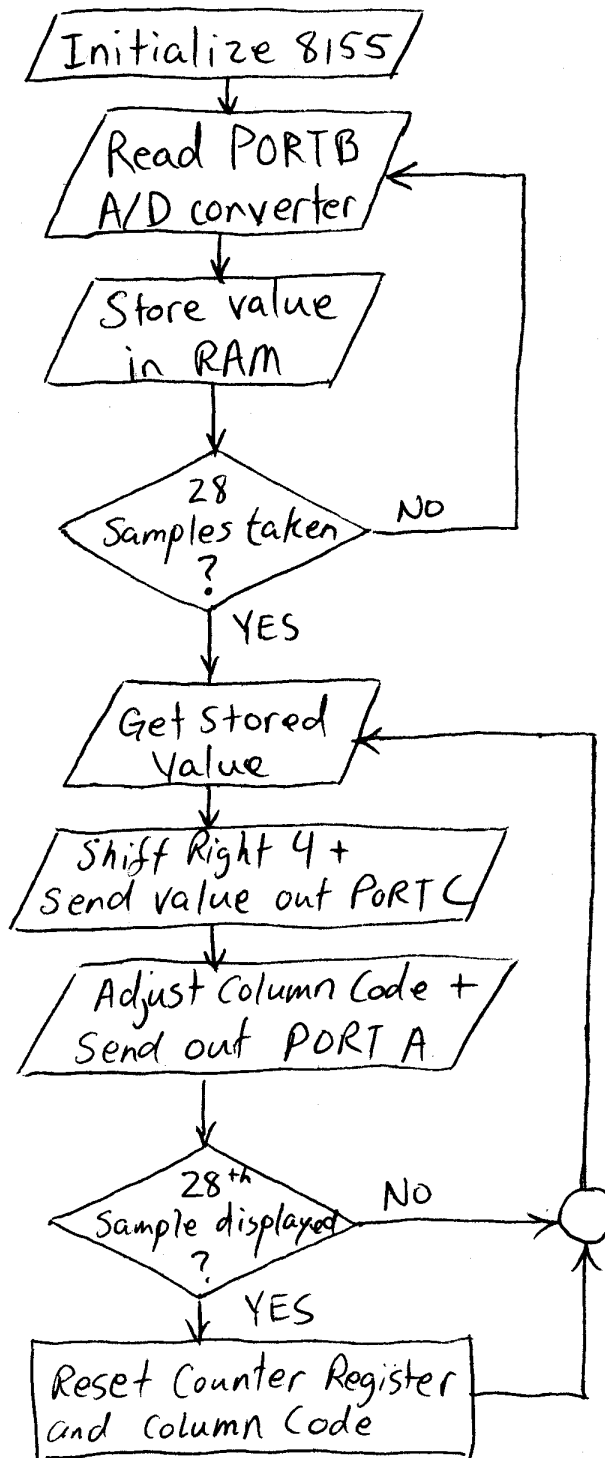 Initialize 8155
Read PORTB
A/D converter
Store value
in RAM
28
Samples taken
?
NO
YES
Get Stored
Value
Shift Right 4 +
Send value out PORT C
Adjust Column Code +
Send out PORT A
28th
Sample displayed
?
NO
YES
Reset Counter Register
and Column Code